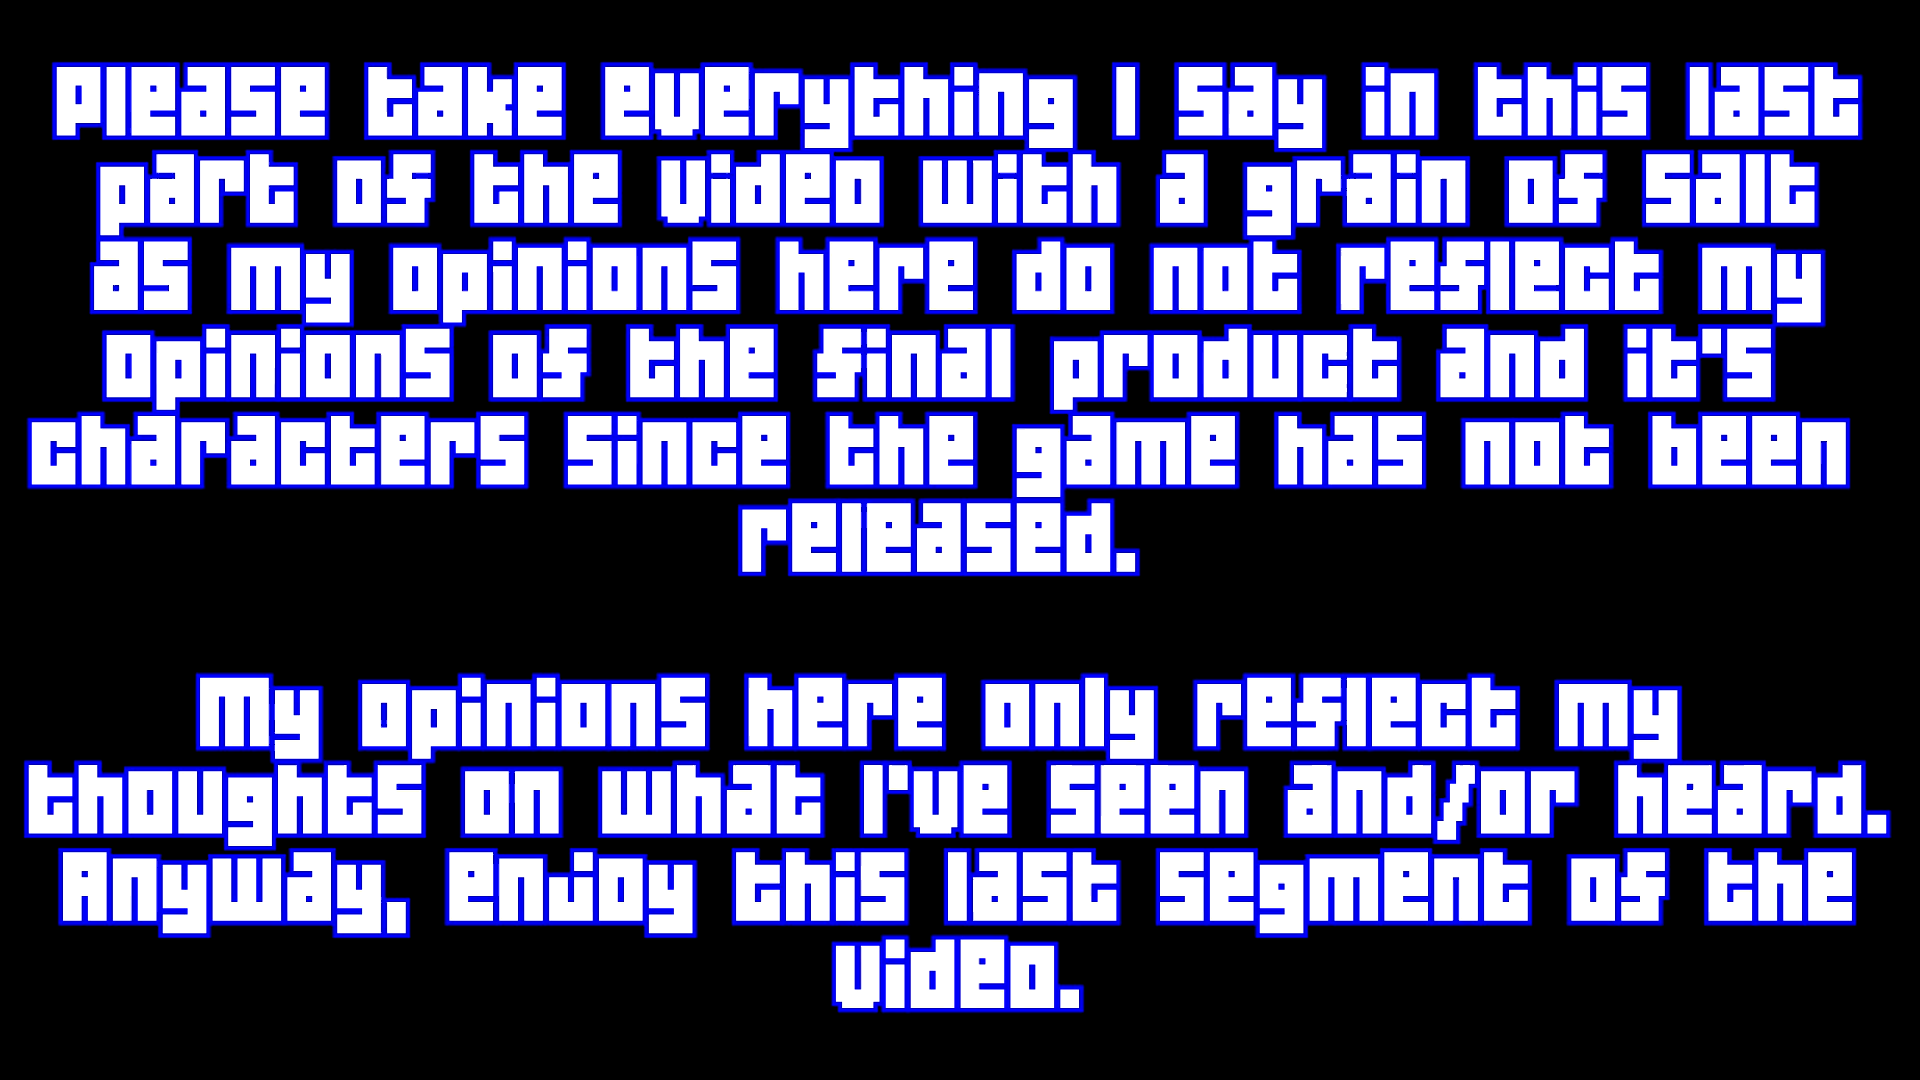 Please take everything I say in this last
part of the video with a grain of salt
as my opinions here do not reflect my
opinions of the final product and it's
characters since the game has not been
released.
My opinions here only reflect my
thoughts on what I've seen and/or heard.
Anyway, enjoy this last segment of the
video.